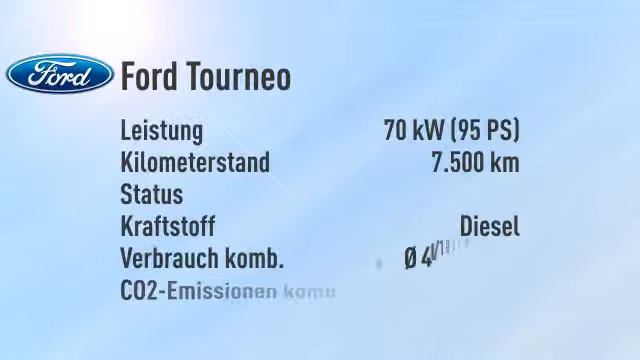 Ford
Ford Tourneo
Leistung 70 kW (95 PS)
Kilometerstand 7.500 km
Status
Kraftstoff Diesel
Verbrauch komb. Ø 4
CO2-Emissionen